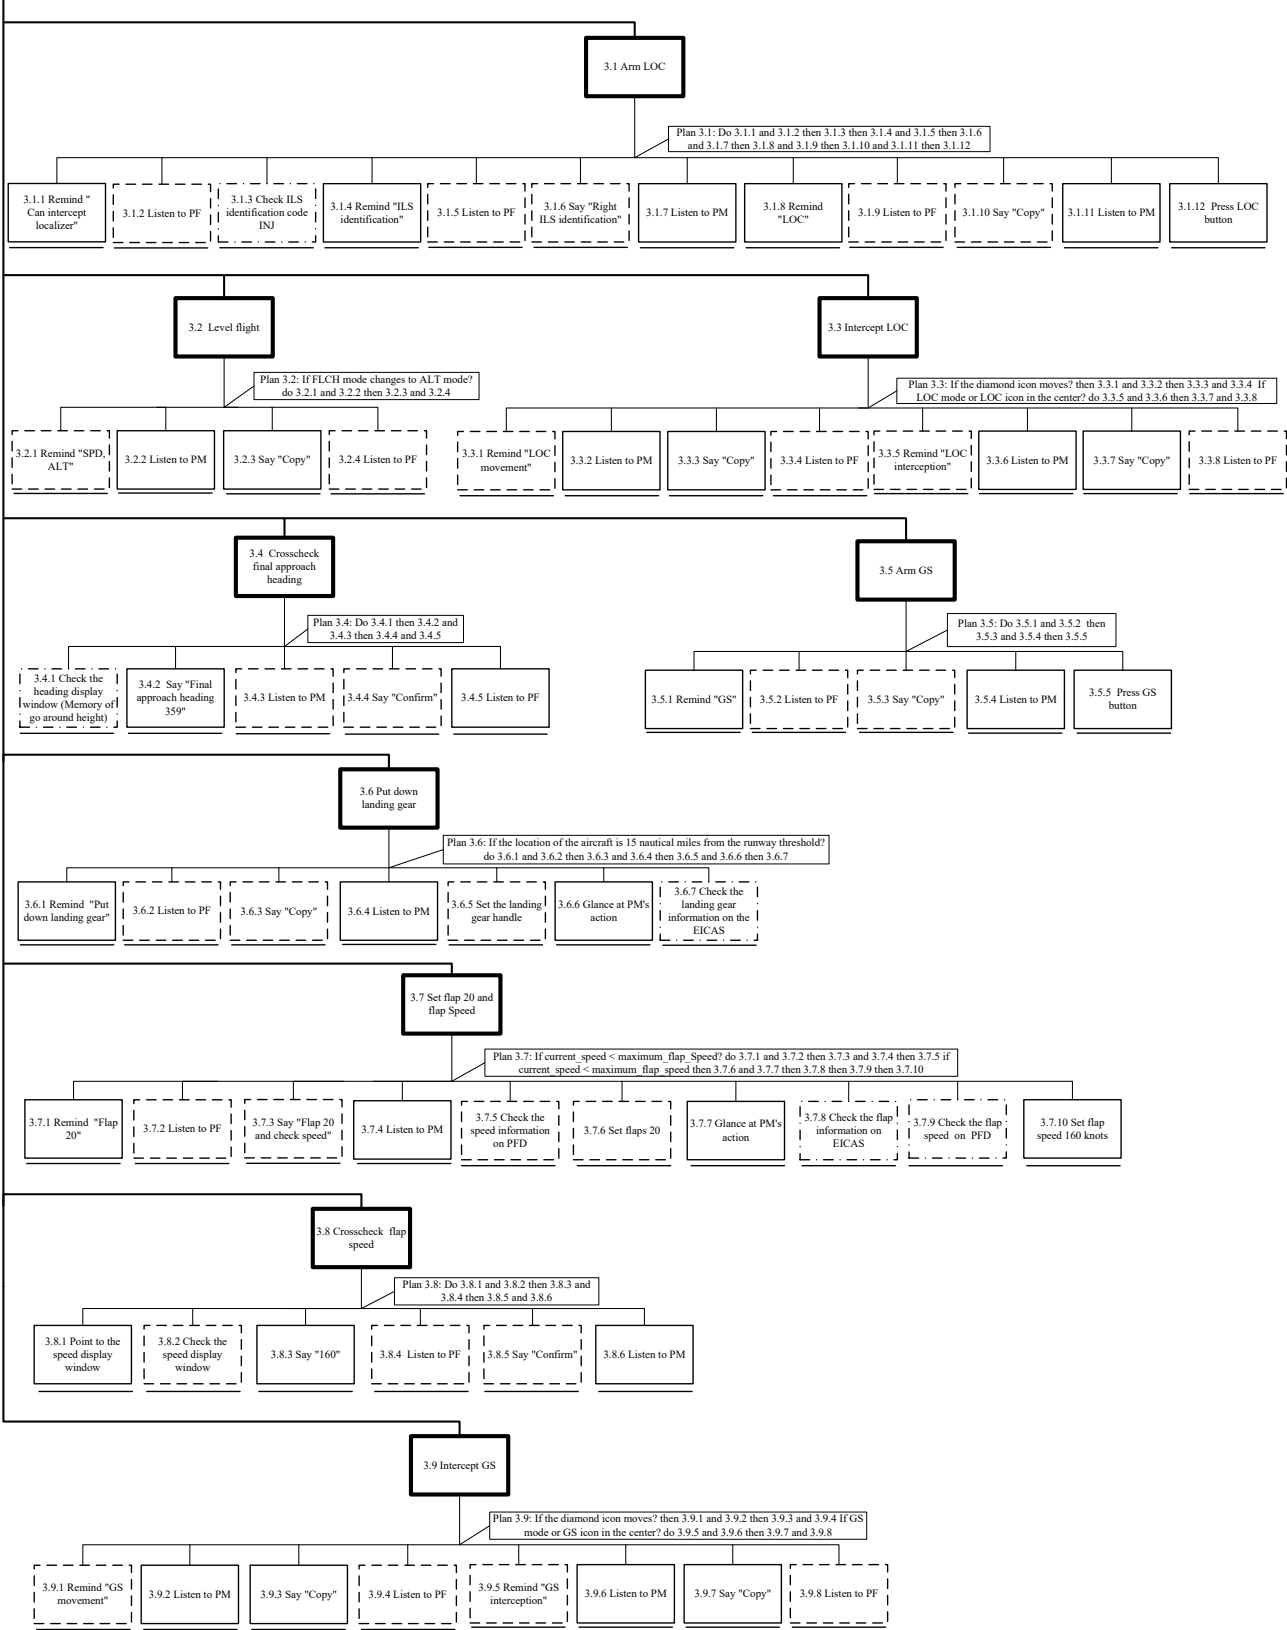 3.1 Arm LOC
Plan 3.1: Do 3.1.1 and 3.1.2 then 3.1.3 then 3.1.4 and 3.1.5 then 3.1.6
and 3.1.7 then 3.1.8 and 3.1.9 then 3.1.10 and 3.1.11 then 3.1.12
3.1.1 Remind "
Can intercept
localizer"
3.1.2 Listen to PF
3.1.3 Check ILS
identification code
INJ
3.1.4 Remind "ILS
identification"
3.1.5 Listen to PF
3.1.6 Say "Right
ILS identification"
3.1.7 Listen to PM
3.1.8 Remind
"LOC"
3.1.9 Listen to PF
3.1.10 Say "Copy"
3.1.11 Listen to PM
3.1.12 Press LOC
button
3.2 Level flight
Plan 3.2: If FLCH mode changes to ALT mode?
do 3.2.1 and 3.2.2 then 3.2.3 and 3.2.4
3.2.1 Remind "SPD,
ALT"
3.2.2 Listen to PM
3.2.3 Say "Copy"
3.2.4 Listen to PF
3.3 Intercept LOC
Plan 3.3: If the diamond icon moves? then 3.3.1 and 3.3.2 then 3.3.3 and 3.3.4 If
LOC mode or LOC icon in the center? do 3.3.5 and 3.3.6 then 3.3.7 and 3.3.8
3.3.1 Remind "LOC
movement"
3.3.2 Listen to PM
3.3.3 Say "Copy"
3.3.4 Listen to PF
3.3.5 Remind "LOC
interception"
3.3.6 Listen to PM
3.3.7 Say "Copy"
3.3.8 Listen to PF
3.4 Crosscheck
final approach
heading
Plan 3.4: Do 3.4.1 then 3.4.2 and
3.4.3 then 3.4.4 and 3.4.5
3.4.1 Check the
heading display
window (Memory of
go around height)
3.4.2 Say "Final
approach heading
359"
3.4.3 Listen to PM
3.4.4 Say "Confirm"
3.4.5 Listen to PF
3.5 Arm GS
Plan 3.5: Do 3.5.1 and 3.5.2 then
3.5.3 and 3.5.4 then 3.5.5
3.5.1 Remind "GS"
3.5.2 Listen to PF
3.5.3 Say "Copy"
3.5.4 Listen to PM
3.5.5 Press GS
button
3.6 Put down
landing gear
Plan 3.6: If the location of the aircraft is 15 nautical miles from the runway threshold?
do 3.6.1 and 3.6.2 then 3.6.3 and 3.6.4 then 3.6.5 and 3.6.6 then 3.6.7
3.6.1 Remind "Put
down landing gear"
3.6.2 Listen to PF
3.6.3 Say "Copy"
3.6.4 Listen to PM
3.6.5 Set the landing
gear handle
3.6.6 Glance at PM's
action
3.6.7 Check the
landing gear
information on the
EICAS
3.7 Set flap 20 and
flap Speed
Plan 3.7: If current_speed < maximum_flap_Speed? do 3.7.1 and 3.7.2 then 3.7.3 and 3.7.4 then 3.7.5 if
current_speed < maximum_flap_speed then 3.7.6 and 3.7.7 then 3.7.8 then 3.7.9 then 3.7.10
3.7.1 Remind "Flap
20"
3.7.2 Listen to PF
3.7.3 Say "Flap 20
and check speed"
3.7.4 Listen to PM
3.7.5 Check the
speed information
on PFD
3.7.6 Set flaps 20
3.7.7 Glance at PM's
action
3.7.8 Check the flap
information on
EICAS
3.7.9 Check the flap
speed on PFD
3.7.10 Set flap
speed 160 knots
3.8 Crosscheck flap
speed
Plan 3.8: Do 3.8.1 and 3.8.2 then 3.8.3 and
3.8.4 then 3.8.5 and 3.8.6
3.8.1 Point to the
speed display
window
3.8.2 Check the
speed display
window
3.8.3 Say "160"
3.8.4 Listen to PF
3.8.5 Say "Confirm"
3.8.6 Listen to PM
3.9 Intercept GS
Plan 3.9: If the diamond icon moves? then 3.9.1 and 3.9.2 then 3.9.3 and 3.9.4 If GS
mode or GS icon in the center? do 3.9.5 and 3.9.6 then 3.9.7 and 3.9.8
3.9.1 Remind "GS
movement"
3.9.2 Listen to PM
3.9.3 Say "Copy"
3.9.4 Listen to PF
3.9.5 Remind "GS
interception"
3.9.6 Listen to PM
3.9.7 Say "Copy"
3.9.8 Listen to PF